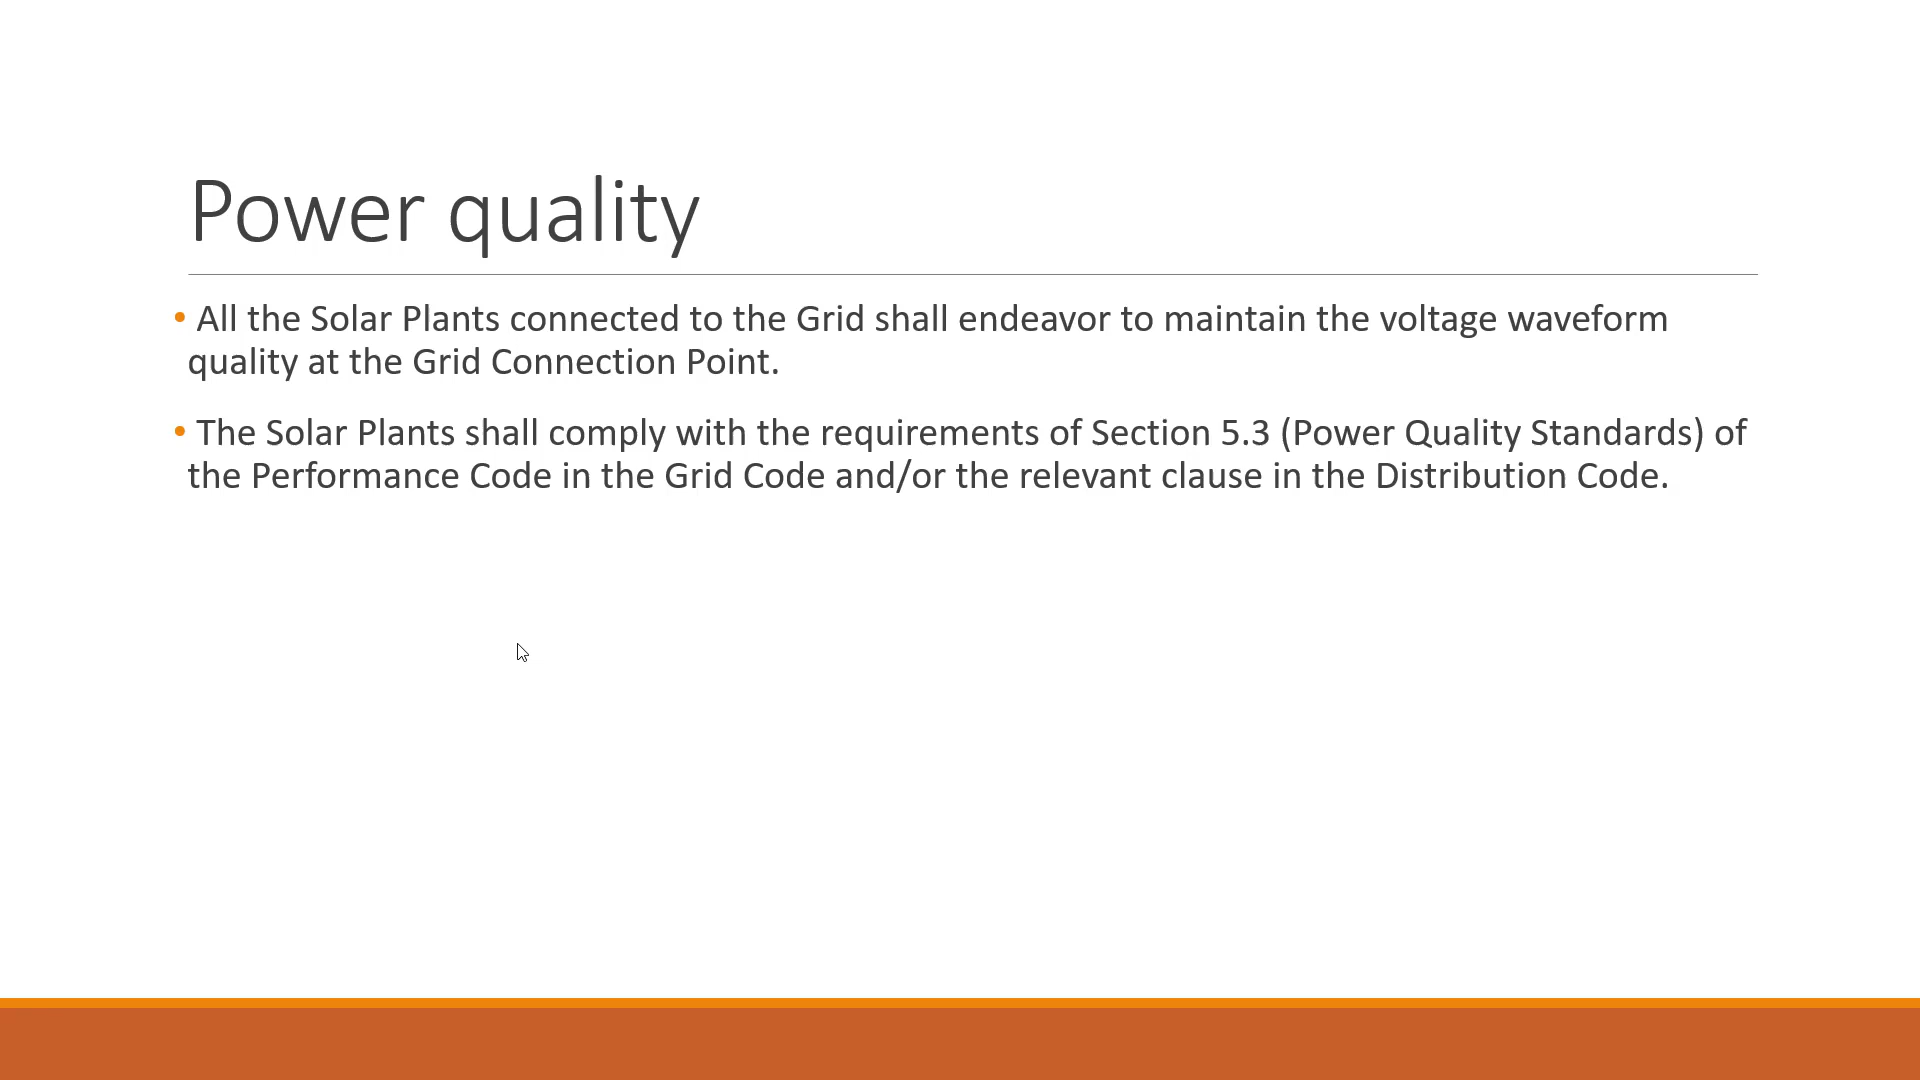 Power quality
• All the Solar Plants connected to the Grid shall endeavor to maintain the voltage waveform
quality at the Grid Connection Point.
• The Solar Plants shall comply with the requirements of Section 5.3 (Power Quality Standards) of
the Performance Code in the Grid Code and/or the relevant clause in the Distribution Code.